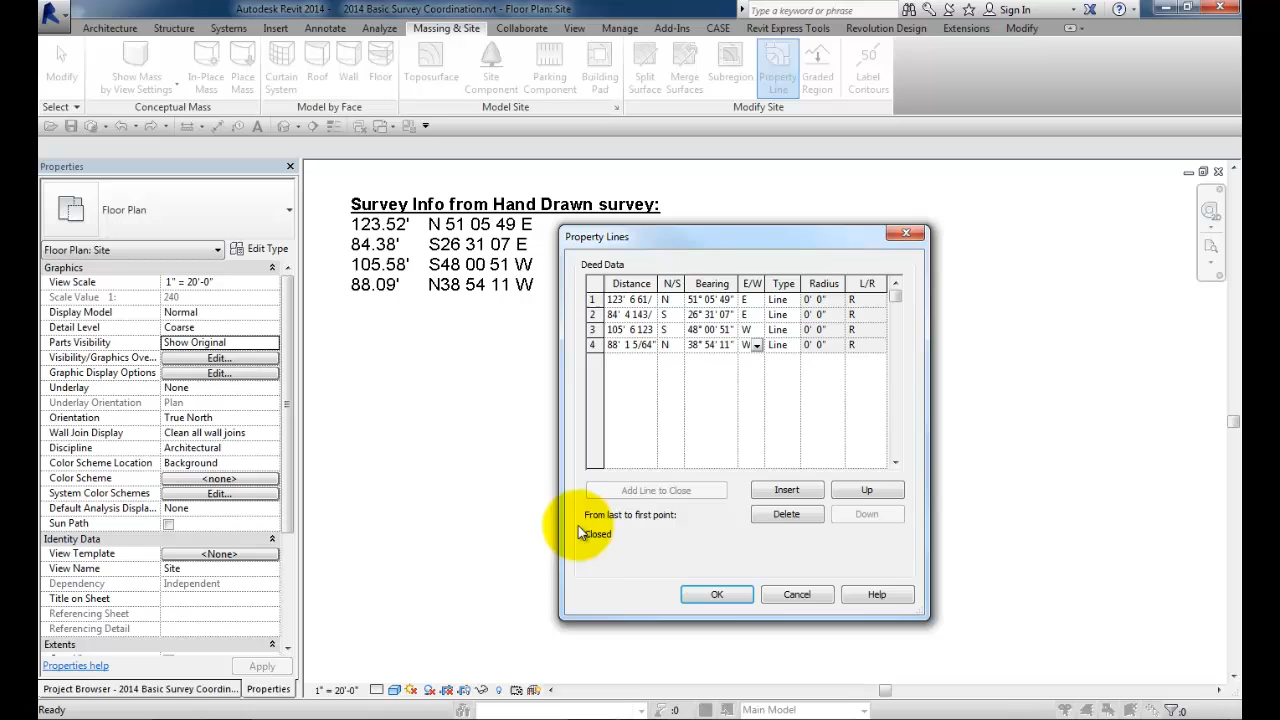 Autodesk Revit 2014 - 2014 Basic Survey Coordination.rvt - Floor Plan: Site
Type a keyword or phrase
Sign In
Architecture Structure Systems Insert Annotate Analyze Massing & Site Collaborate View Manage Add-Ins CASE Revit Express Tools Revolution Design Extensions Modify
Modify
Show Mass by View Settings
In-Place Mass
Place Mass
Curtain System
Roof
Wall
Floor
Toposurface
Site Component
Parking Component
Building Pad
Split Surface
Merge Surfaces
Subregion
Property Line
Graded Region
Label Contours
Select
Conceptual Mass
Model by Face
Model Site
Modify Site
Properties
Floor Plan
Floor Plan: Site
Edit Type
Graphics
View Scale 1" = 20'-0"
Scale Value 1: 240
Display Model Normal
Detail Level Coarse
Parts Visibility Show Original
Visibility/Graphics Ove... Edit...
Graphic Display Options Edit...
Underlay None
Underlay Orientation Plan
Orientation True North
Wall Join Display Clean all wall joins
Discipline Architectural
Color Scheme Location Background
Color Scheme <none>
System Color Schemes Edit...
Default Analysis Displa... None
Sun Path
Identity Data
View Template <None>
View Name Site
Dependency Independent
Title on Sheet
Referencing Sheet
Referencing Detail
Extents
Properties help
Apply
Project Browser - 2014 Basic Survey Coordin...
Properties
Survey Info from Hand Drawn survey:
123.52' N 51 05 49 E
84.38' S26 31 07 E
105.58' S48 00 51 W
88.09' N38 54 11 W
Property Lines
Deed Data
Distance N/S Bearing E/W Type Radius L/R
1 123' 6 61/ N 51° 05' 49" E Line 0' 0" R
2 84' 4 143/ S 26° 31' 07" E Line 0' 0" R
3 105' 6 123 S 48° 00' 51" W Line 0' 0" R
4 88' 1 5/64" N 38° 54' 11" W Line 0' 0" R
Add Line to Close
Insert
Up
From last to first point:
Delete
Down
Closed
OK
Cancel
Help
1" = 20'-0"
Ready
:0
Main Model
:0